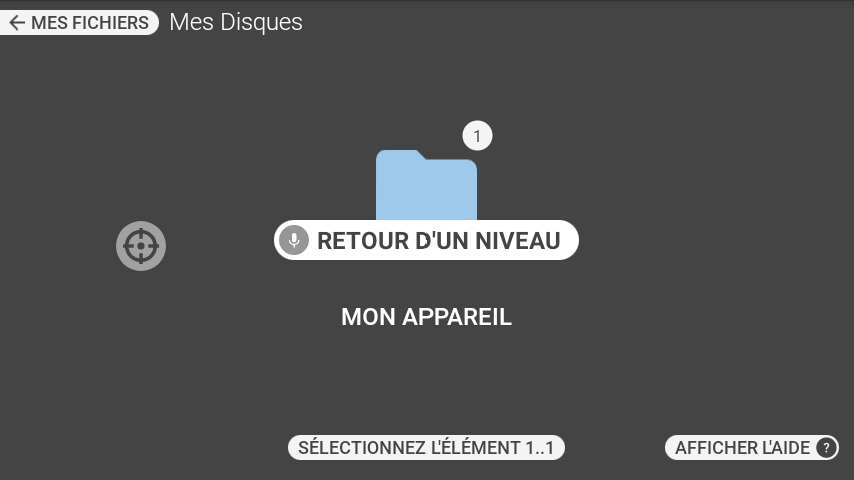 MES FICHIERS Mes Disques
1
RETOUR D'UN NIVEAU
MON APPAREIL
SÉLECTIONNEZ L'ÉLÉMENT 1..1
AFFICHER L'AIDE ?